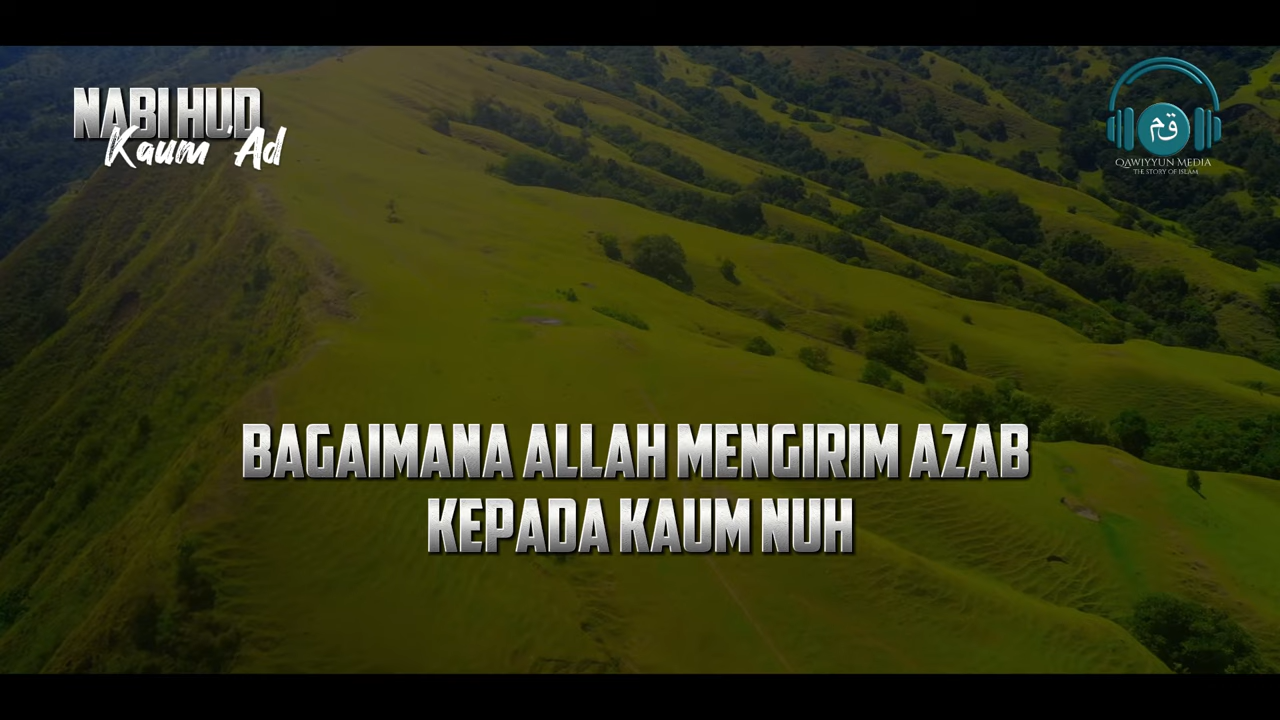 NABI HUD
Kaum 'Ad
قم
QAWIYYUN MEDIA
THE STORY OF ISLAM
BAGAIMANA ALLAH MENGIRIM AZAB
KEPADA KAUM NUH